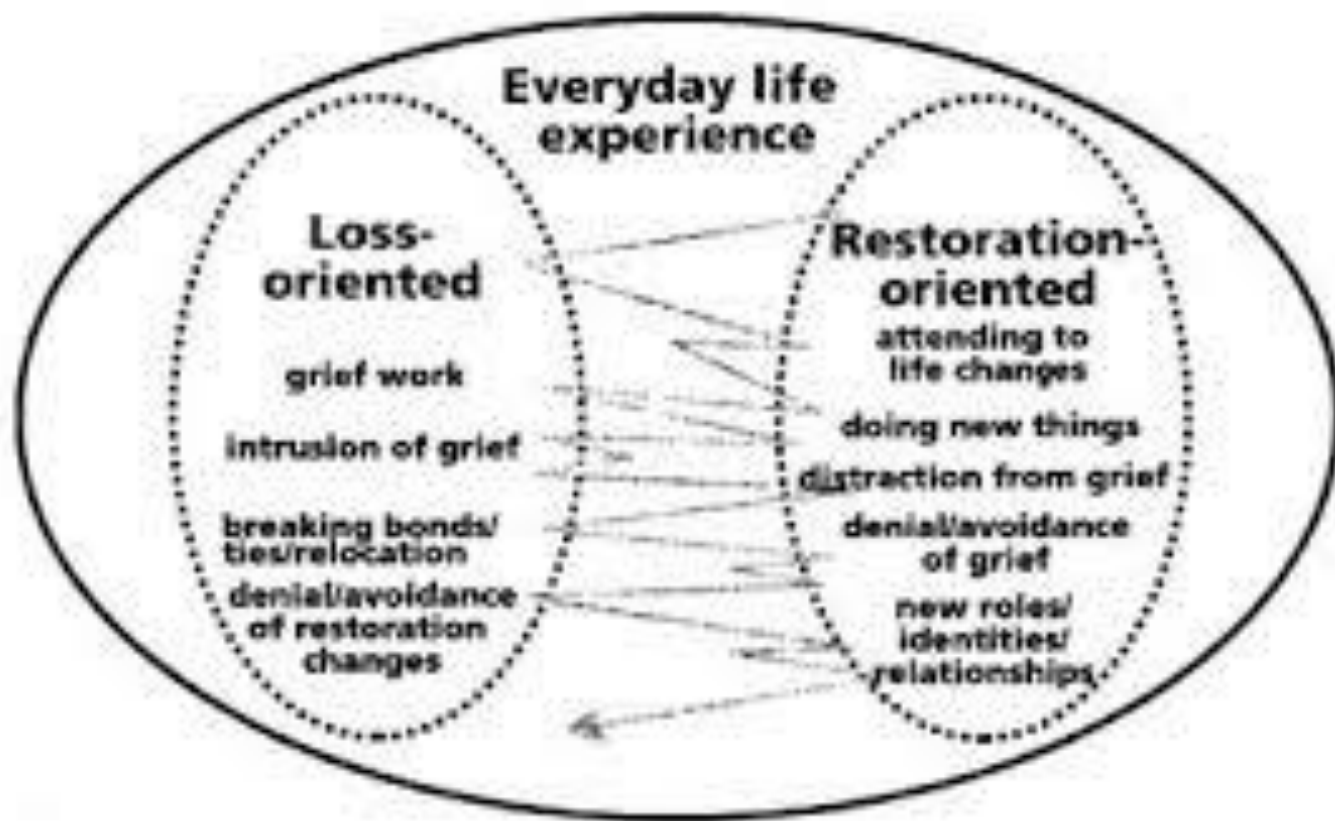 Everyday life
experience
Loss-
oriented
grief work
intrusion of grief
breaking bonds/
ties/relocation
denial/avoidance
of restoration
changes
Restoration-
oriented
attending to
life changes
doing new things
distraction from grief
denial/avoidance
of grief
new roles/
identities/
relationships